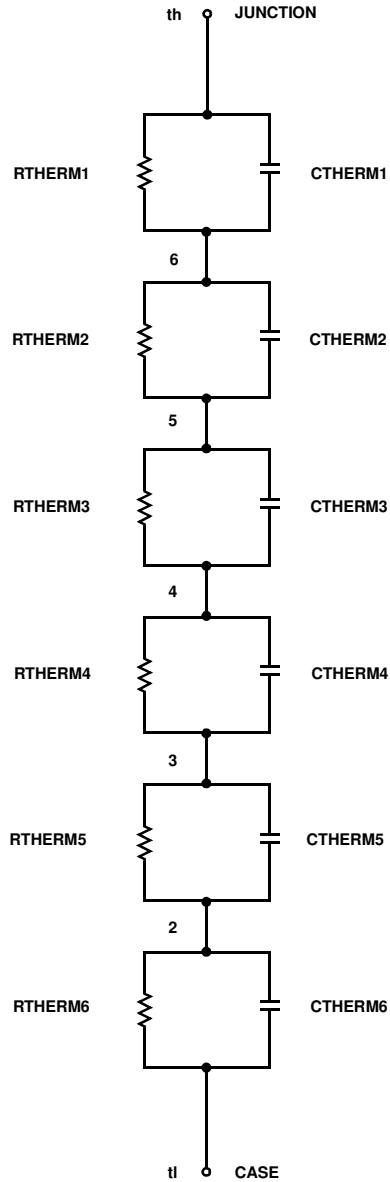 th JUNCTION
RTHERM1 CTHERM1
6
RTHERM2 CTHERM2
5
RTHERM3 CTHERM3
4
RTHERM4 CTHERM4
3
RTHERM5 CTHERM5
2
RTHERM6 CTHERM6
tl CASE